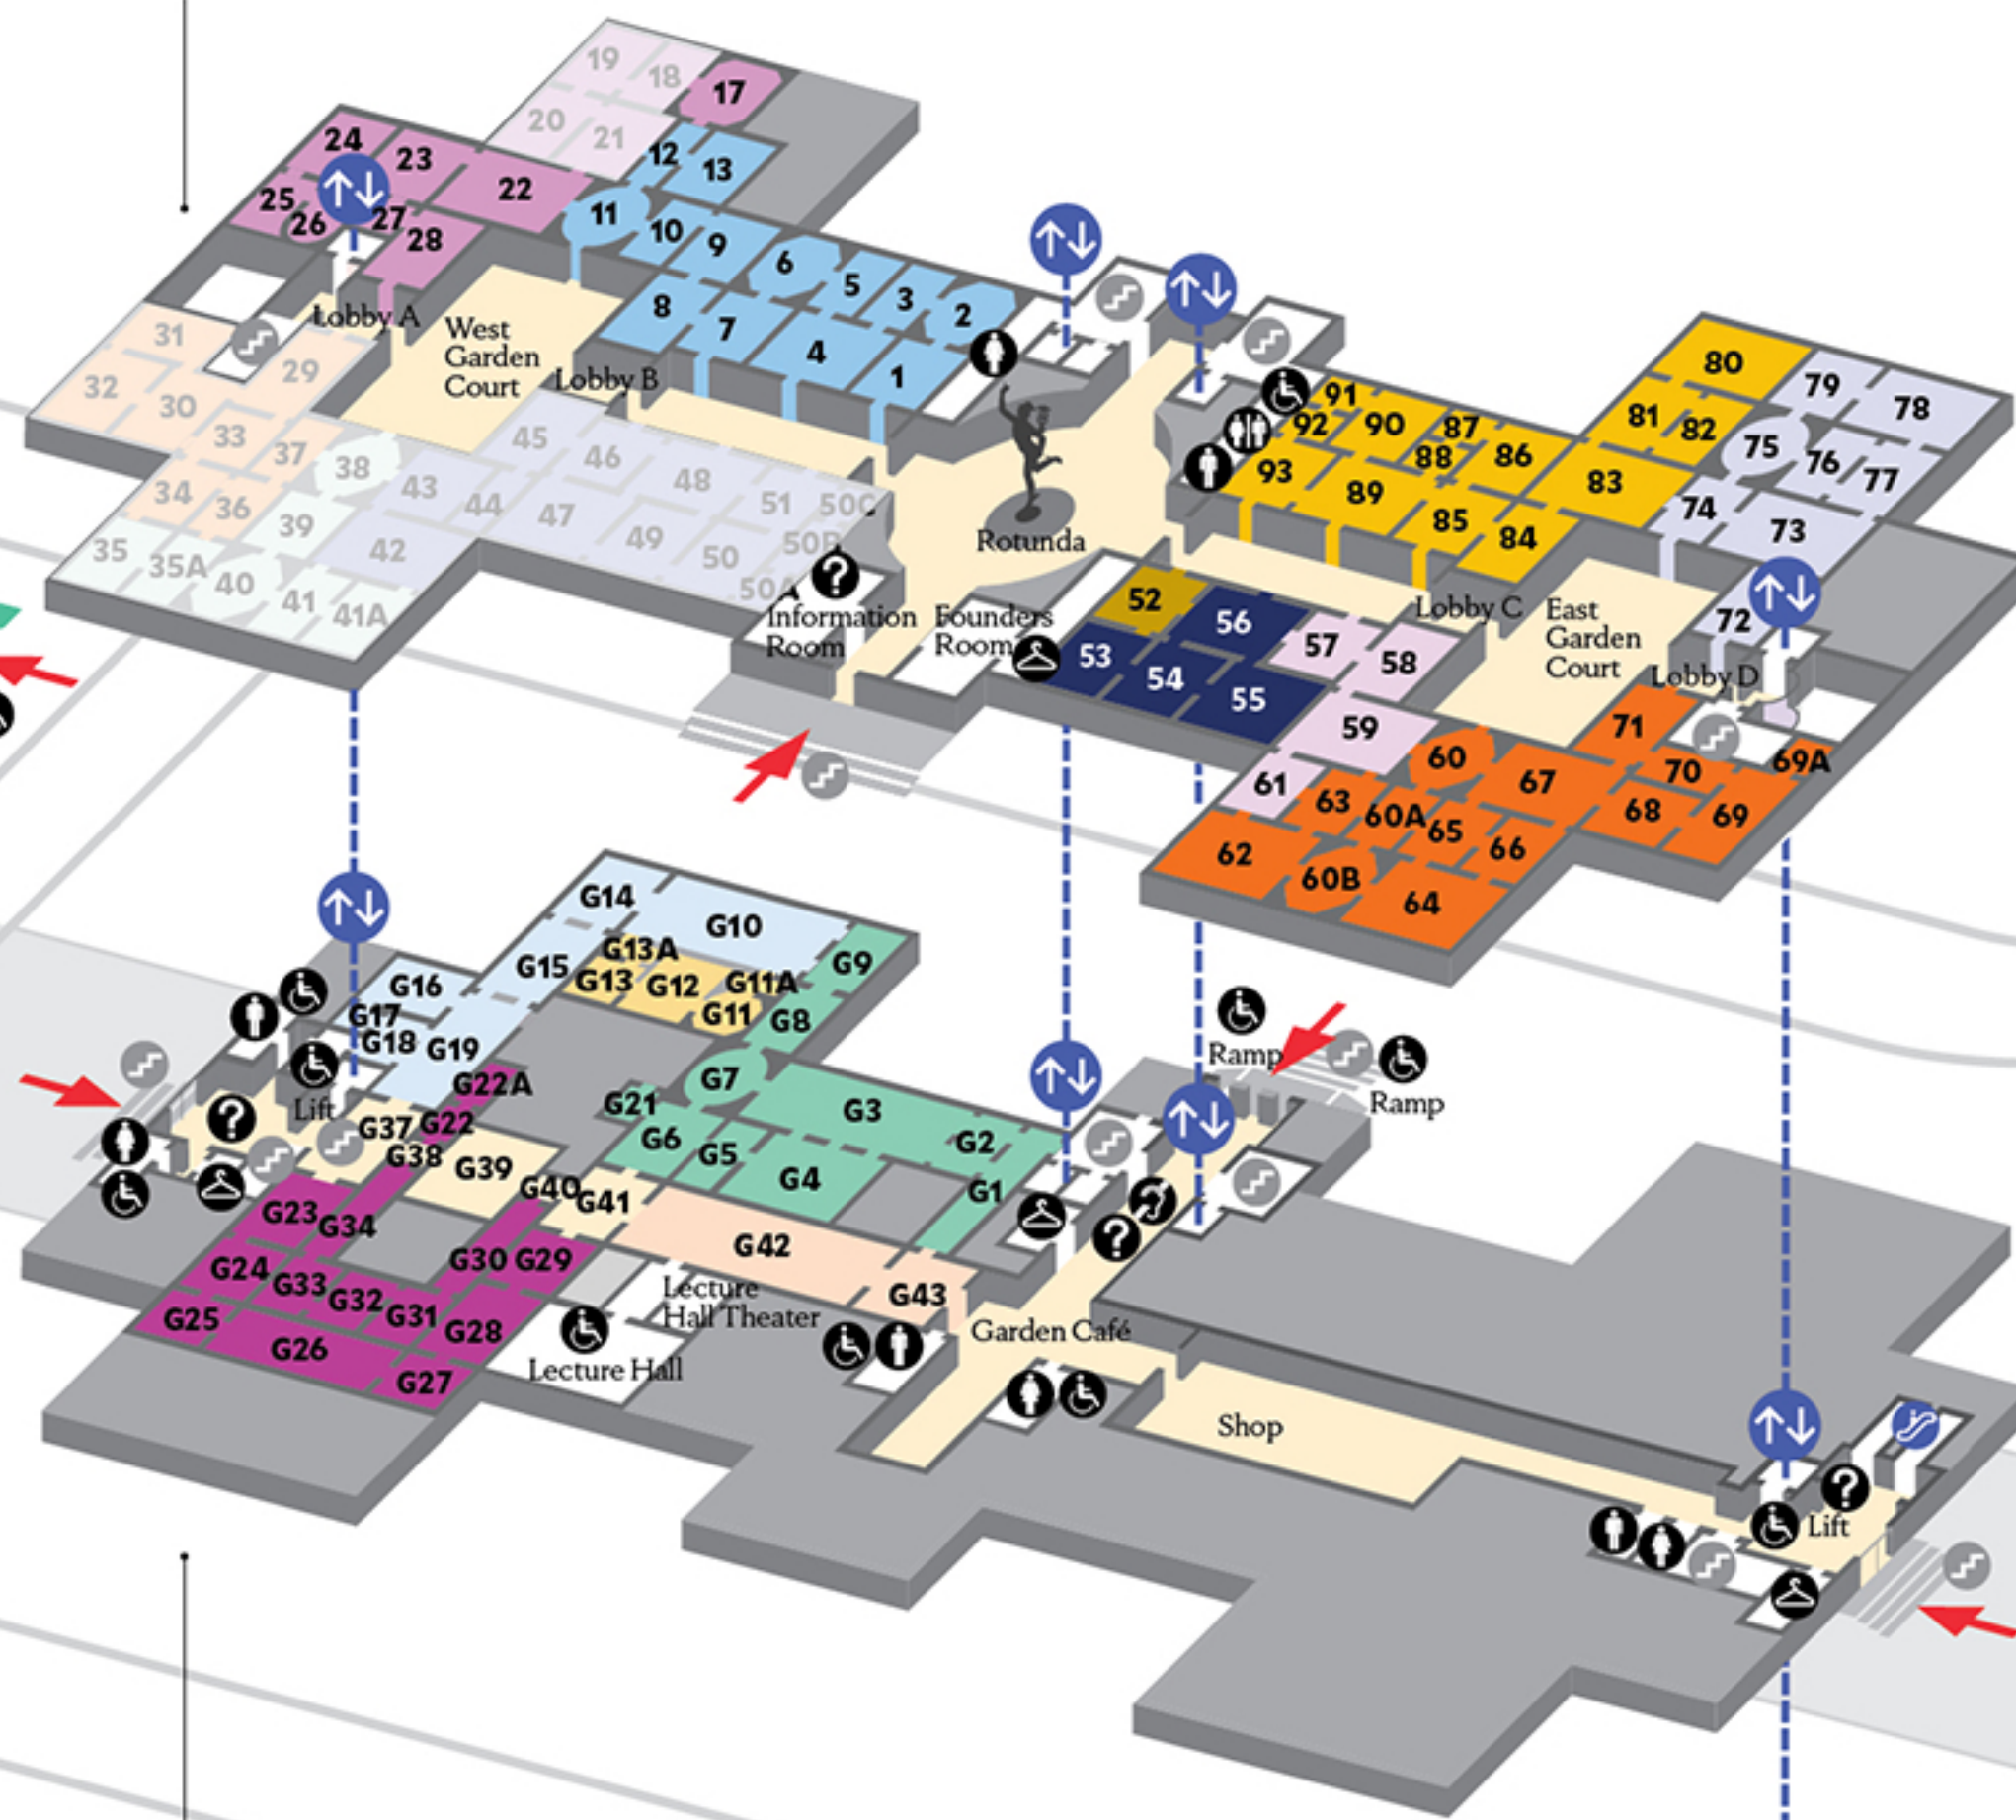 19
18
17
20
21
12
13
24
23
22
25
26
27
28
11
10
9
6
5
3
2
8
7
4
1
Lobby A
West
Garden
Court
Lobby B
31
32
30
29
33
37
34
36
38
35
35A
39
40
41
41A
43
42
44
45
46
47
48
49
50
51
50C
50B
50A
?
Information
Room
Rotunda
Founders
Room
91
92
90
87
88
86
93
89
85
84
83
80
81
82
79
78
75
76
77
74
73
72
52
56
53
54
55
57
58
59
61
Lobby C
East
Garden
Court
Lobby D
71
70
69A
60
67
68
69
63
60A
65
66
62
60B
64
G14
G10
G13A
G15
G13
G12
G11A
G11
G9
G8
G16
G17
G18
G19
G22A
G7
G21
G3
G6
G5
G4
G2
G1
Ramp
Ramp
Lift
?
G37
G22
G38
G39
G40
G41
G23
G34
G42
G43
G24
G33
G32
G31
G30
G29
G25
G26
G28
G27
Lecture
Hall Theater
Lecture Hall
?
Garden Café
Shop
?
Lift